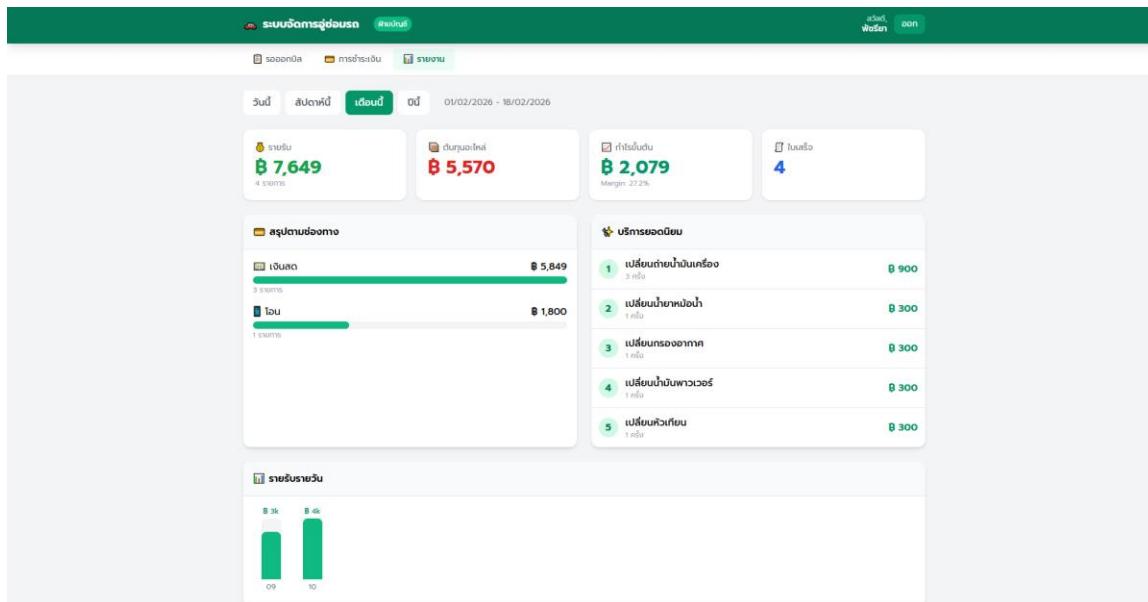 ระบบจัดการอู่ซ่อมรถ ฝ่ายบัญชี
สวัสดี,
พัชรียา
ออก
รอออกบิล การชำระเงิน รายงาน
วันนี้ สัปดาห์นี้ เดือนนี้ ปีนี้ 01/02/2026 - 18/02/2026
รายรับ
฿ 7,649
4 รายการ
ต้นทุนอะไหล่
฿ 5,570
กำไรขั้นต้น
฿ 2,079
Margin: 27.2%
ใบเสร็จ
4
สรุปตามช่องทาง
เงินสด ฿ 5,849
3 รายการ
โอน ฿ 1,800
1 รายการ
บริการยอดนิยม
1 เปลี่ยนถ่ายน้ำมันเครื่อง ฿ 900
3 ครั้ง
2 เปลี่ยนน้ำยาหม้อน้ำ ฿ 300
1 ครั้ง
3 เปลี่ยนกรองอากาศ ฿ 300
1 ครั้ง
4 เปลี่ยนน้ำมันพาวเวอร์ ฿ 300
1 ครั้ง
5 เปลี่ยนหัวเทียน ฿ 300
1 ครั้ง
รายรับรายวัน
฿ 3k ฿ 4k
09 10